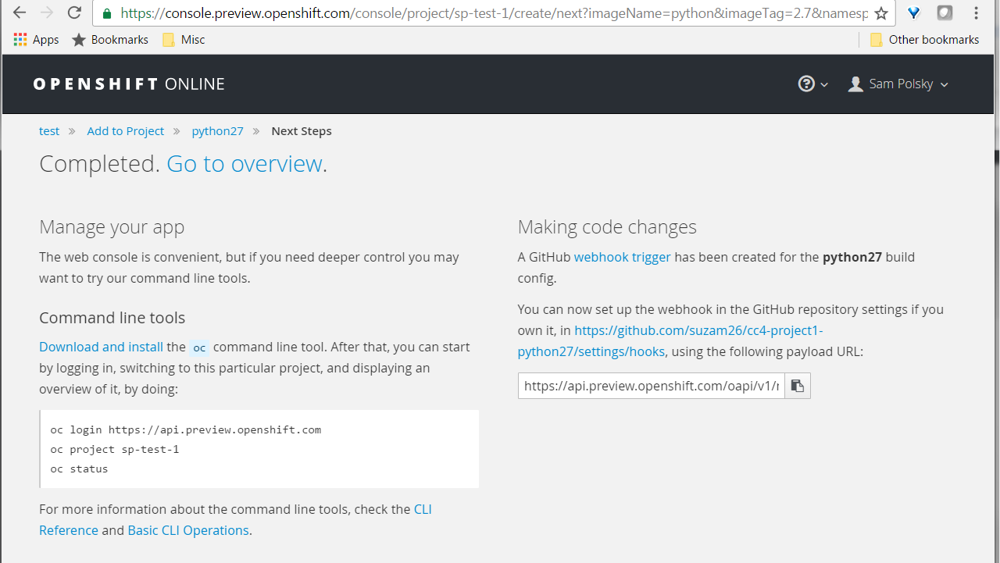 https://console.preview.openshift.com/console/project/sp-test-1/create/next?imageName=python&imageTag=2.7&namesp
Apps Bookmarks Misc Other bookmarks
OPENSHIFT ONLINE
Sam Polsky
test » Add to Project » python27 » Next Steps
Completed. Go to overview.
Manage your app
The web console is convenient, but if you need deeper control you may
want to try our command line tools.
Command line tools
Download and install the oc command line tool. After that, you can start
by logging in, switching to this particular project, and displaying an
overview of it, by doing:
oc login https://api.preview.openshift.com
oc project sp-test-1
oc status
For more information about the command line tools, check the CLI
Reference and Basic CLI Operations.
Making code changes
A GitHub webhook trigger has been created for the python27 build
config.
You can now set up the webhook in the GitHub repository settings if you
own it, in https://github.com/suzam26/cc4-project1-
python27/settings/hooks, using the following payload URL:
https://api.preview.openshift.com/oapi/v1/